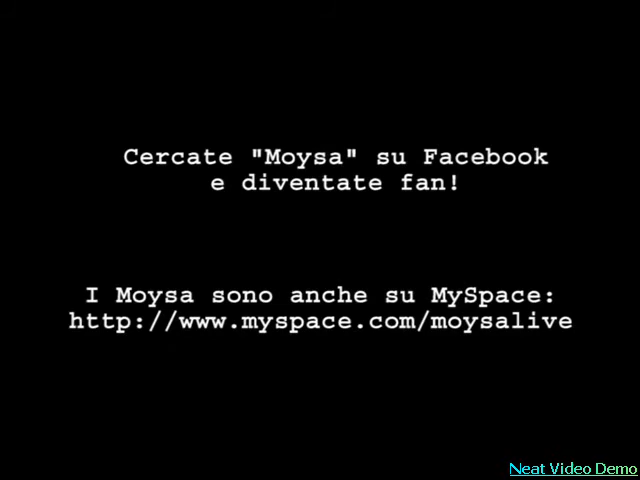 Cercate "Moysa" su Facebook
e diventate fan!
I Moysa sono anche su MySpace:
http://www.myspace.com/moysalive
Neat Video Demo